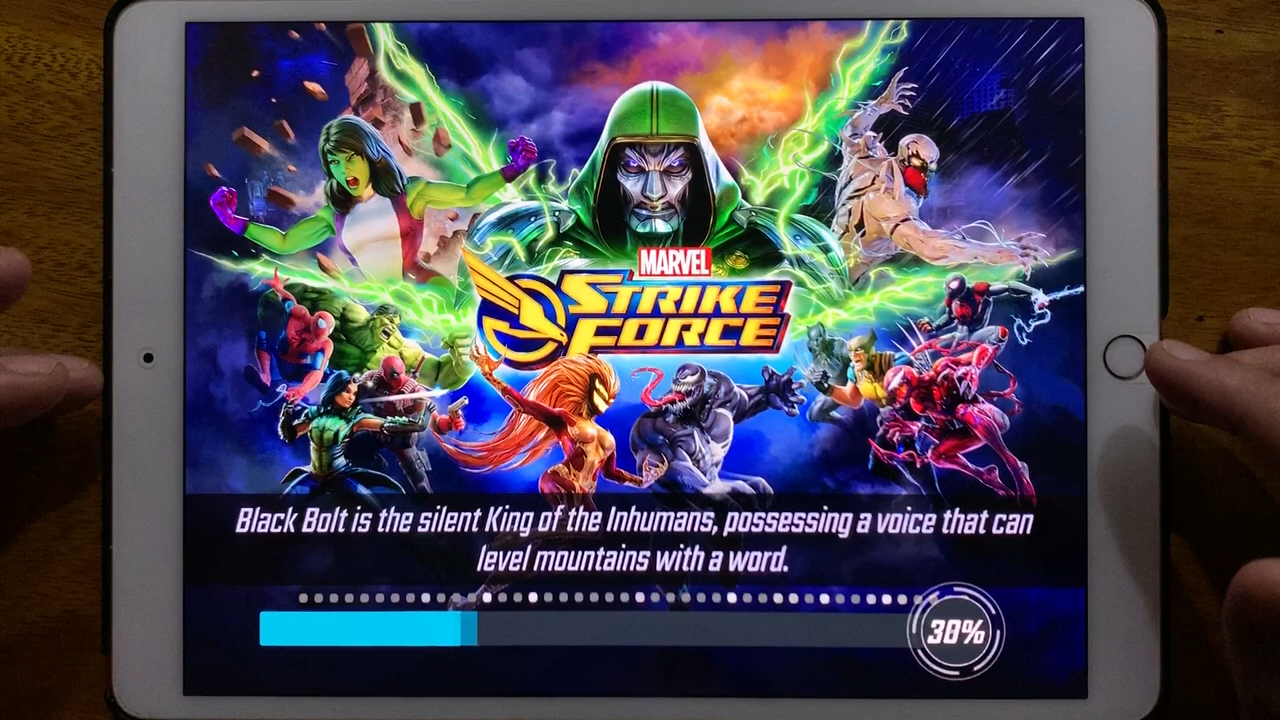 MARVEL
STRIKE
FORCE
Black Bolt is the silent King of the Inhumans, possessing a voice that can
level mountains with a word.
30%